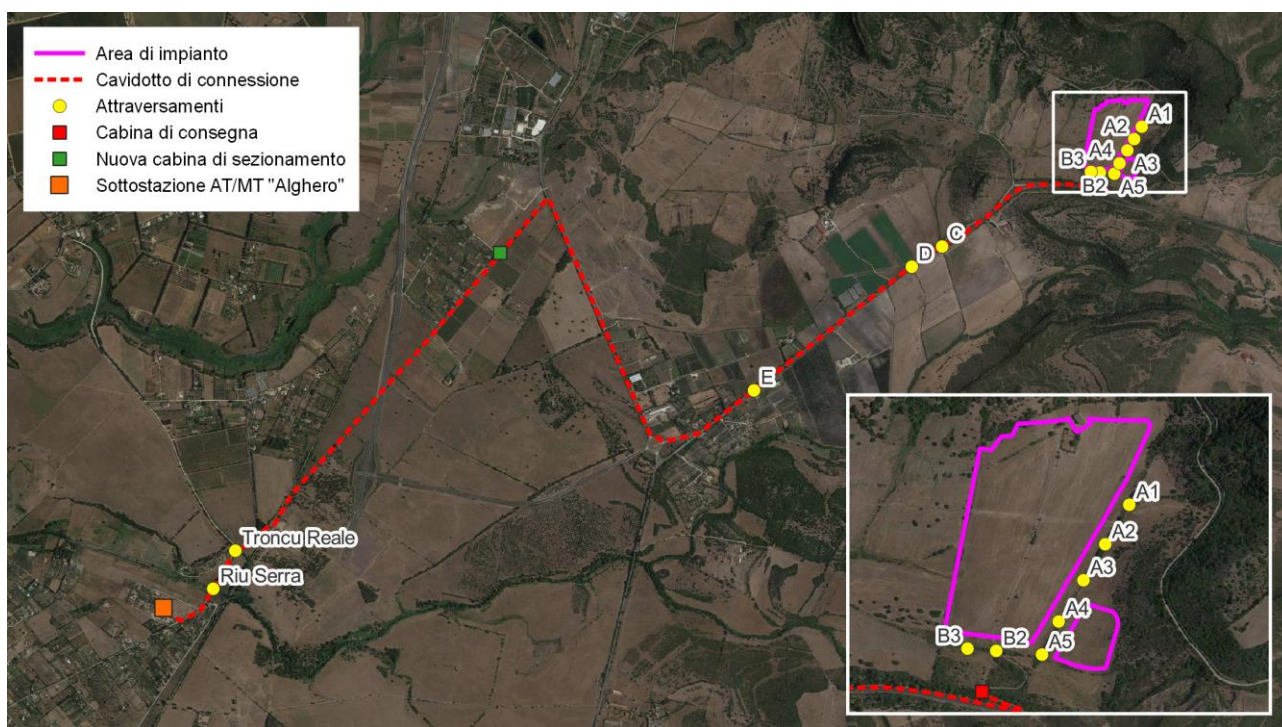 Area di impianto
Cavidotto di connessione
Attraversamenti
Cabina di consegna
Nuova cabina di sezionamento
Sottostazione AT/MT "Alghero"
A1
A2
A4
A3
B3
B2
A5
C
D
E
Troncu Reale
Riu Serra
A1
A2
A3
A4
B3
B2
A5